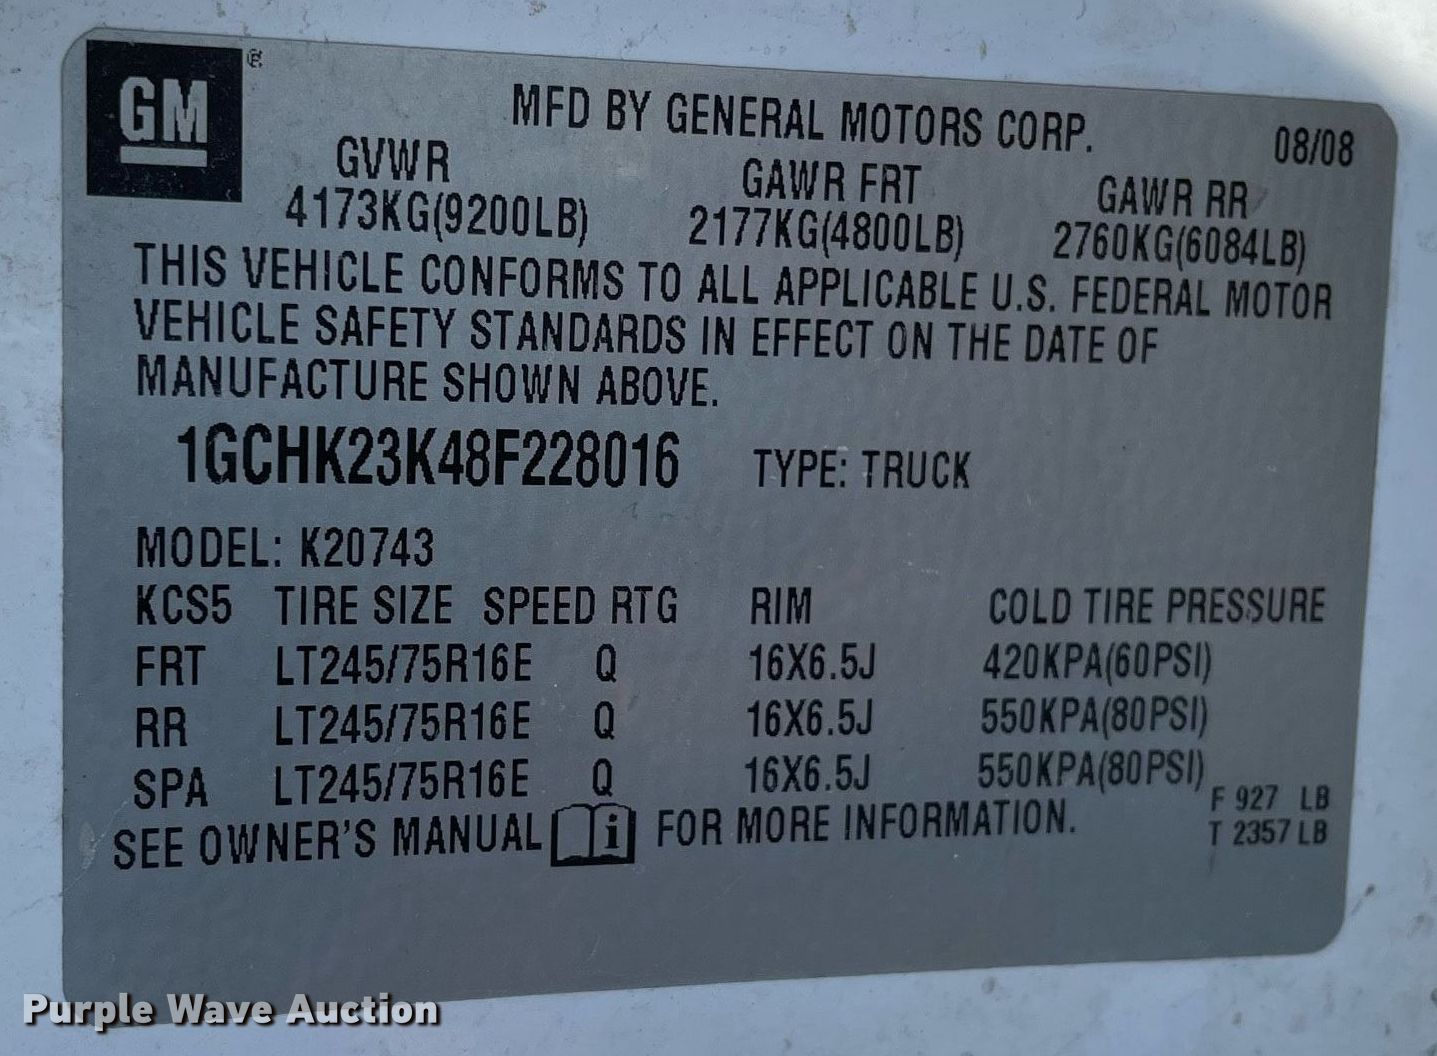 GM
MFD BY GENERAL MOTORS CORP. 08/08
GVWR GAWR FRT GAWR RR
4173KG(9200LB) 2177KG(4800LB) 2760KG(6084LB)
THIS VEHICLE CONFORMS TO ALL APPLICABLE U.S. FEDERAL MOTOR
VEHICLE SAFETY STANDARDS IN EFFECT ON THE DATE OF
MANUFACTURE SHOWN ABOVE.
1GCHK23K48F228016 TYPE: TRUCK
MODEL: K20743
KCS5 TIRE SIZE SPEED RTG RIM COLD TIRE PRESSURE
FRT LT245/75R16E Q 16X6.5J 420KPA(60PSI)
RR LT245/75R16E Q 16X6.5J 550KPA(80PSI)
SPA LT245/75R16E Q 16X6.5J 550KPA(80PSI)
F 927 LB
SEE OWNER'S MANUAL i FOR MORE INFORMATION. T 2357 LB
Purple Wave Auction